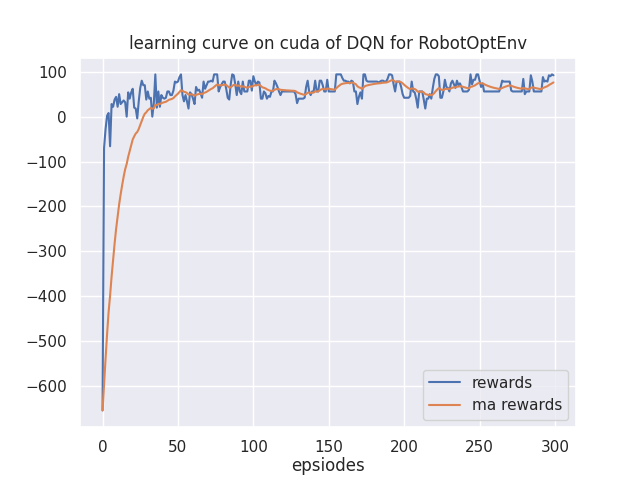 learning curve on cuda of DQN for RobotOptEnv
100
0
−100
−200
−300
−400
−500
−600
rewards
ma rewards
0 50 100 150 200 250 300
epsiodes